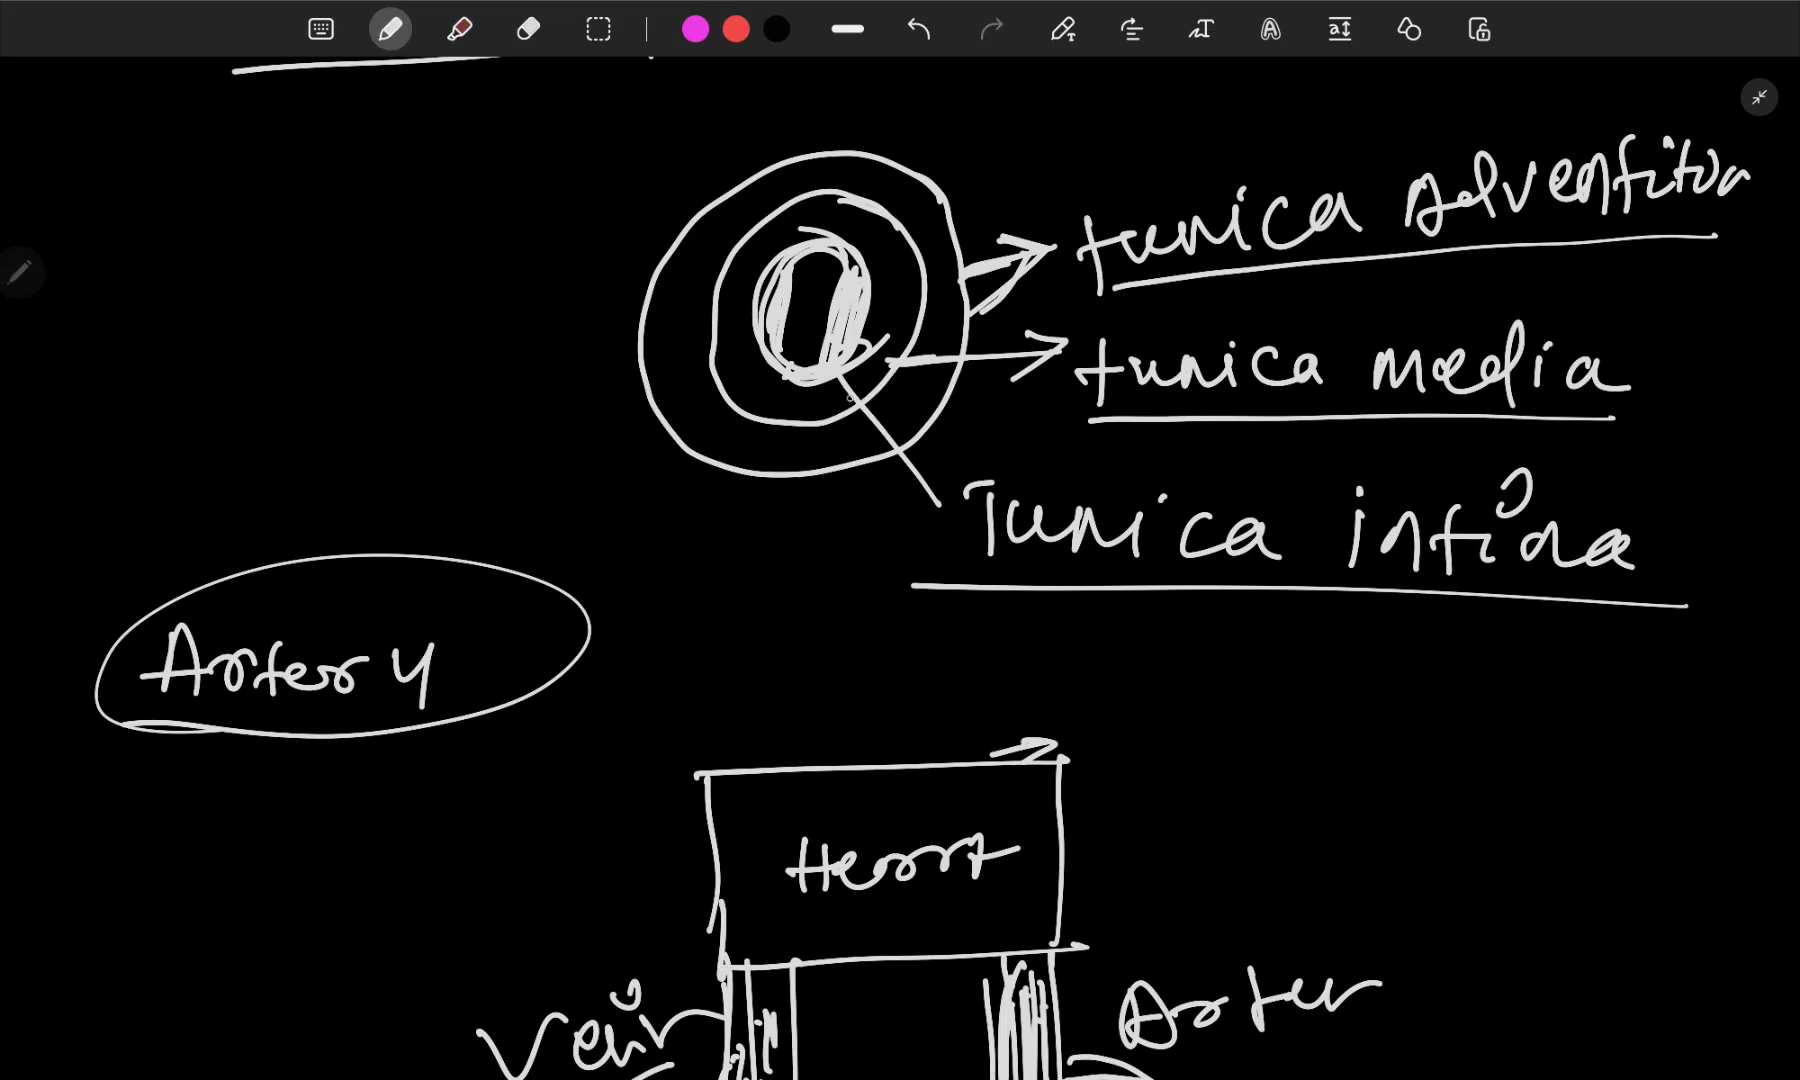 tunica adventitia
tunica media
Tunica intima
Artery
Heart
Vein
Arter